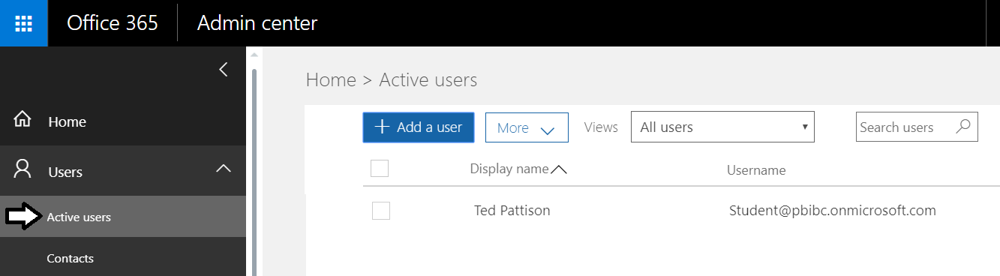 Office 365 Admin center
Home > Active users
Home
+ Add a user More Views All users Search users
Users
Display name Username
Active users
Ted Pattison Student@pbibc.onmicrosoft.com
Contacts